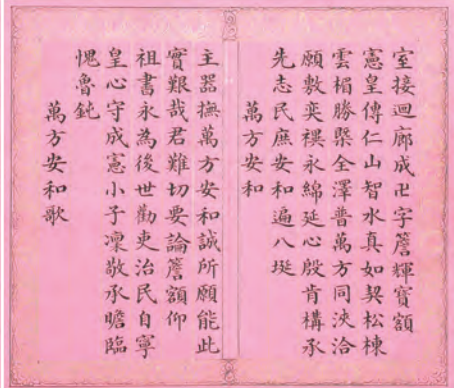 室接迴廊成卍字簷輝寶額
憲皇傳仁山智水真如契松棟
雲楣勝槩全澤普萬方同浹洽
願敷奕禩永綿延心殷肯構承
先志民庶安和遍八埏
萬方安和
主器撫萬方安和誠所願能此
實艱哉君難切要論簷額仰
祖書永為後世勸吏治民自寧
皇心守成憲小子凜敬承瞻臨
愧魯鈍
萬方安和歌